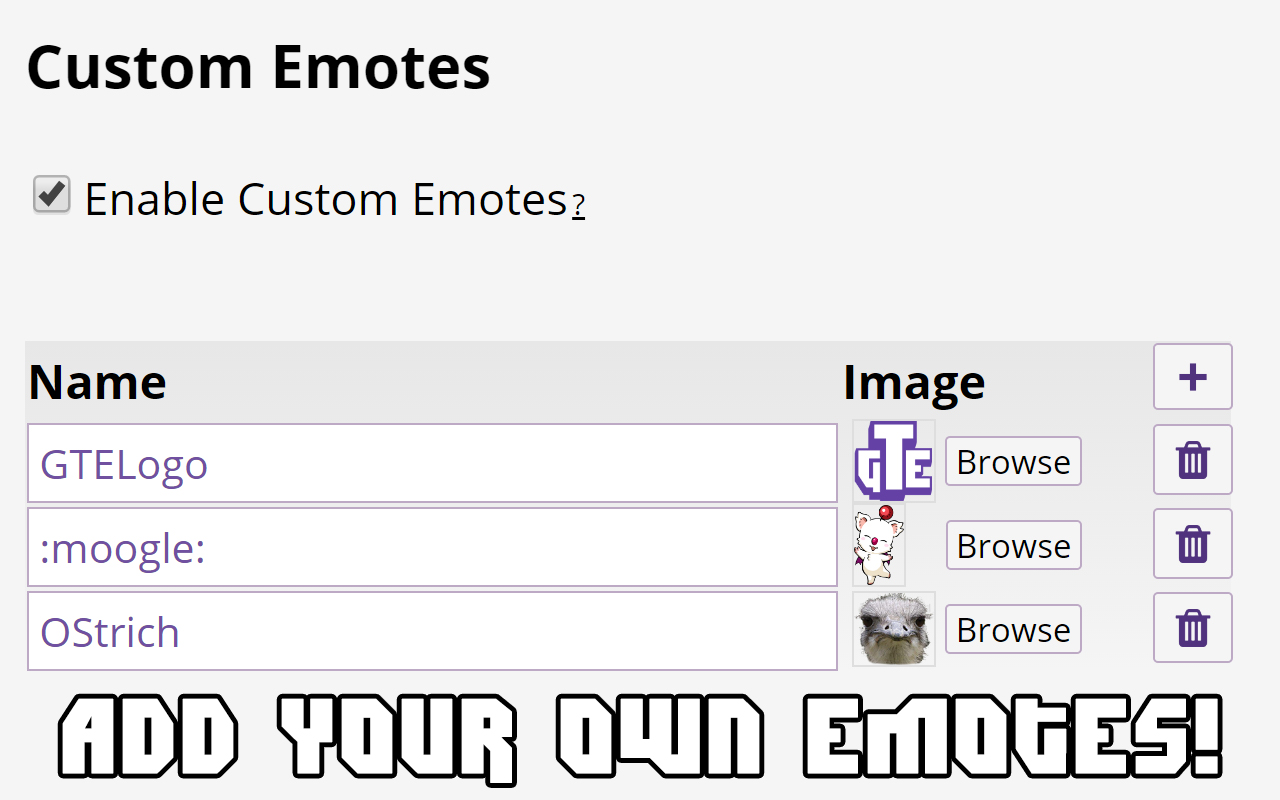 Custom Emotes
Enable Custom Emotes ?
Name Image +
GTELogo GTE Browse
:moogle: Browse
OStrich Browse
ADD YOUR OWN EMOTES!